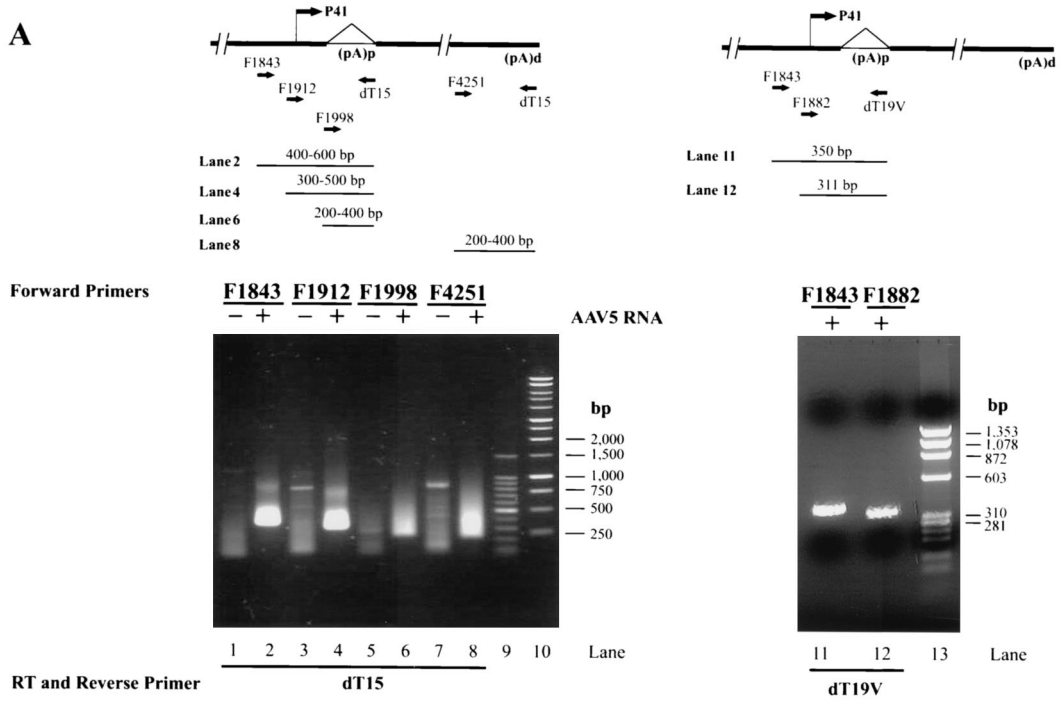 A
P41
(pA)p
(pA)d
F1843
F1912
F1998
dT15
F4251
dT15
Lane 2 400-600 bp
Lane 4 300-500 bp
Lane 6 200-400 bp
Lane 8 200-400 bp
P41
(pA)p
(pA)d
F1843
F1882
dT19V
Lane 11 350 bp
Lane 12 311 bp
Forward Primers F1843 F1912 F1998 F4251
− + − + − + − + AAV5 RNA
bp
2,000
1,500
1,000
750
500
250
1 2 3 4 5 6 7 8 9 10 Lane
RT and Reverse Primer dT15
F1843 F1882
+ +
bp
1,353
1,078
872
603
310
281
11 12 13 Lane
dT19V